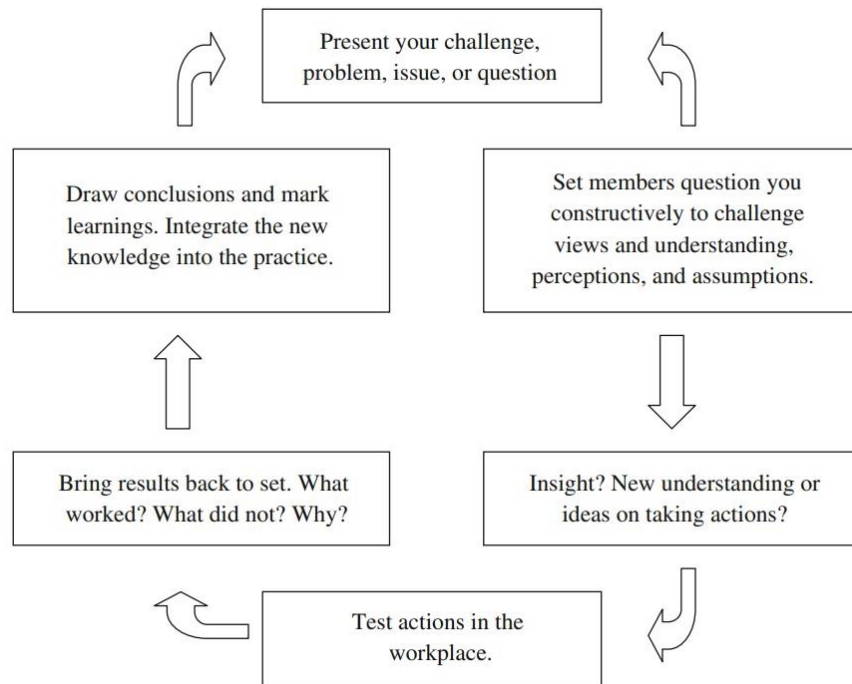 Present your challenge,
problem, issue, or question
Draw conclusions and mark
learnings. Integrate the new
knowledge into the practice.
Set members question you
constructively to challenge
views and understanding,
perceptions, and assumptions.
Bring results back to set. What
worked? What did not? Why?
Insight? New understanding or
ideas on taking actions?
Test actions in the
workplace.